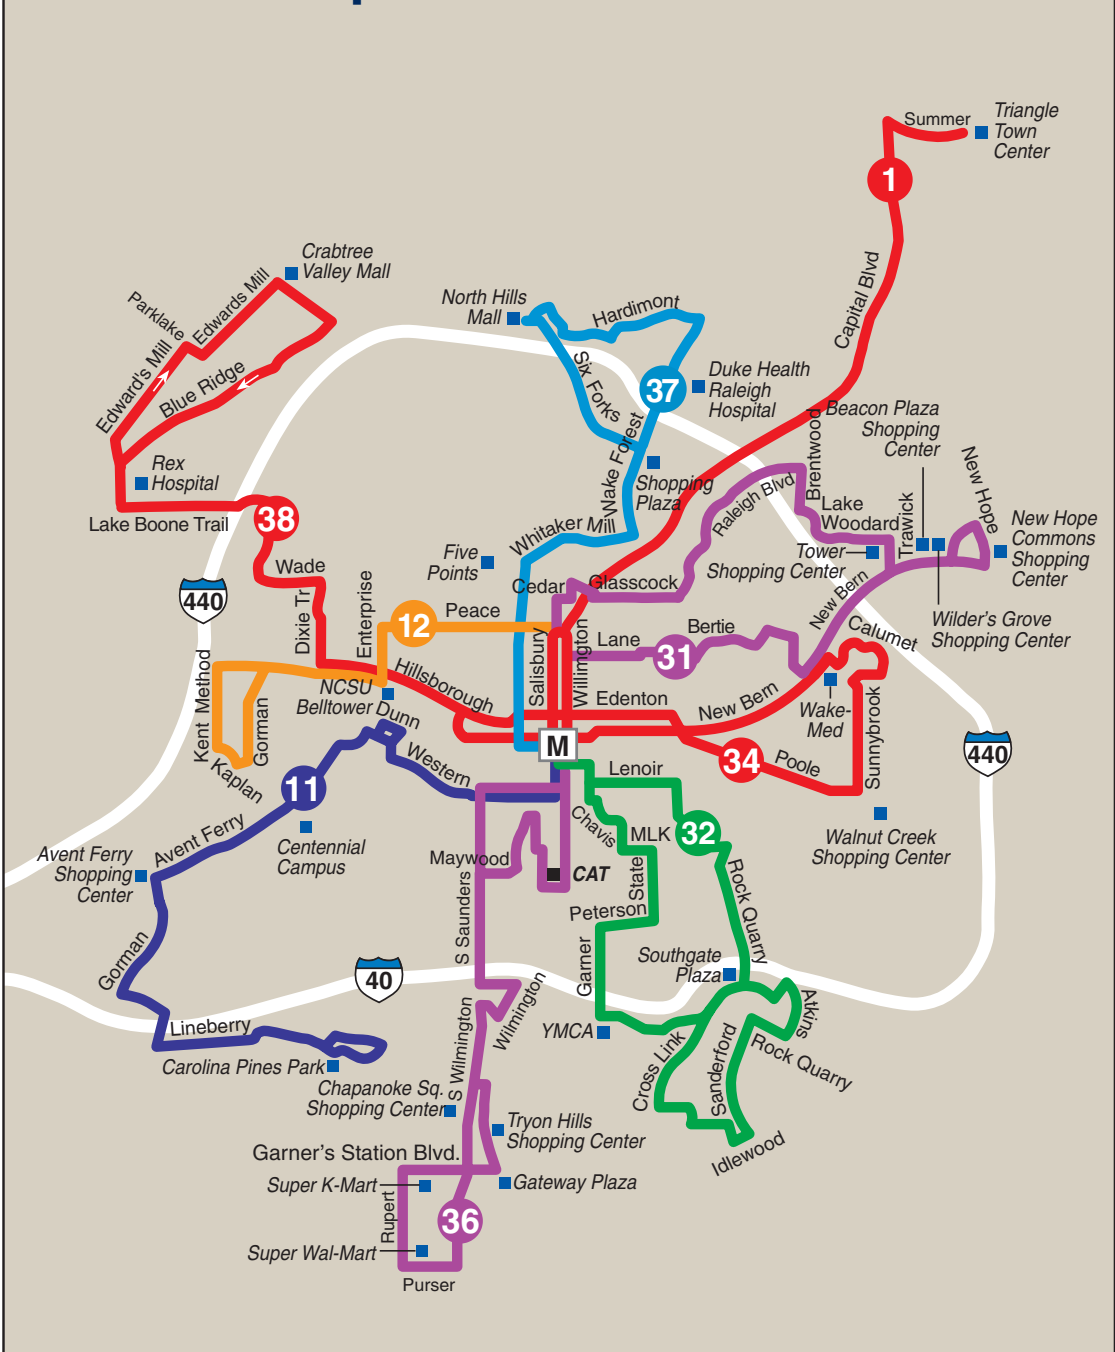 Summer
Triangle
Town
Center
1
Capital Blvd
Crabtree
Valley Mall
Parklake
Edwards Mill
Edward's Mill
Blue Ridge
Rex
Hospital
Lake Boone Trail
38
North Hills
Mall
Hardimont
Six Forks
37
Duke Health
Raleigh
Hospital
Wake Forest
Shopping
Plaza
Whitaker Mill
Five
Points
Beacon Plaza
Shopping
Center
Brentwood
Raleigh Blvd
Lake
Woodard
Trawick
New Hope
New Hope
Commons
Shopping
Center
Tower
Shopping Center
Wilder's Grove
Shopping Center
New Bern
Calumet
Cedar
Glasscock
440
Wade
Dixie Tr
Enterprise
12
Peace
Salisbury
Willmington
Lane
31
Bertie
Kent Method
Gorman
Kaplan
NCSU
Belltower
Hillsborough
Dunn
Western
Edenton
New Bern
Wake-
Med
Sunnybrook
440
M
34
Poole
Lenoir
11
Avent Ferry
Centennial
Campus
Avent Ferry
Shopping
Center
Chavis
MLK
32
Walnut Creek
Shopping Center
Maywood
CAT
State
Rock Quarry
S Saunders
Peterson
Gorman
40
Garner
Southgate
Plaza
Wilmington
S Wilmington
Lineberry
Carolina Pines Park
YMCA
Atkins
Rock Quarry
Cross Link
Sanderford
Idlewood
Chapanoke Sq.
Shopping Center
Tryon Hills
Shopping Center
Garner's Station Blvd.
Super K-Mart
Gateway Plaza
Rupert
36
Super Wal-Mart
Purser